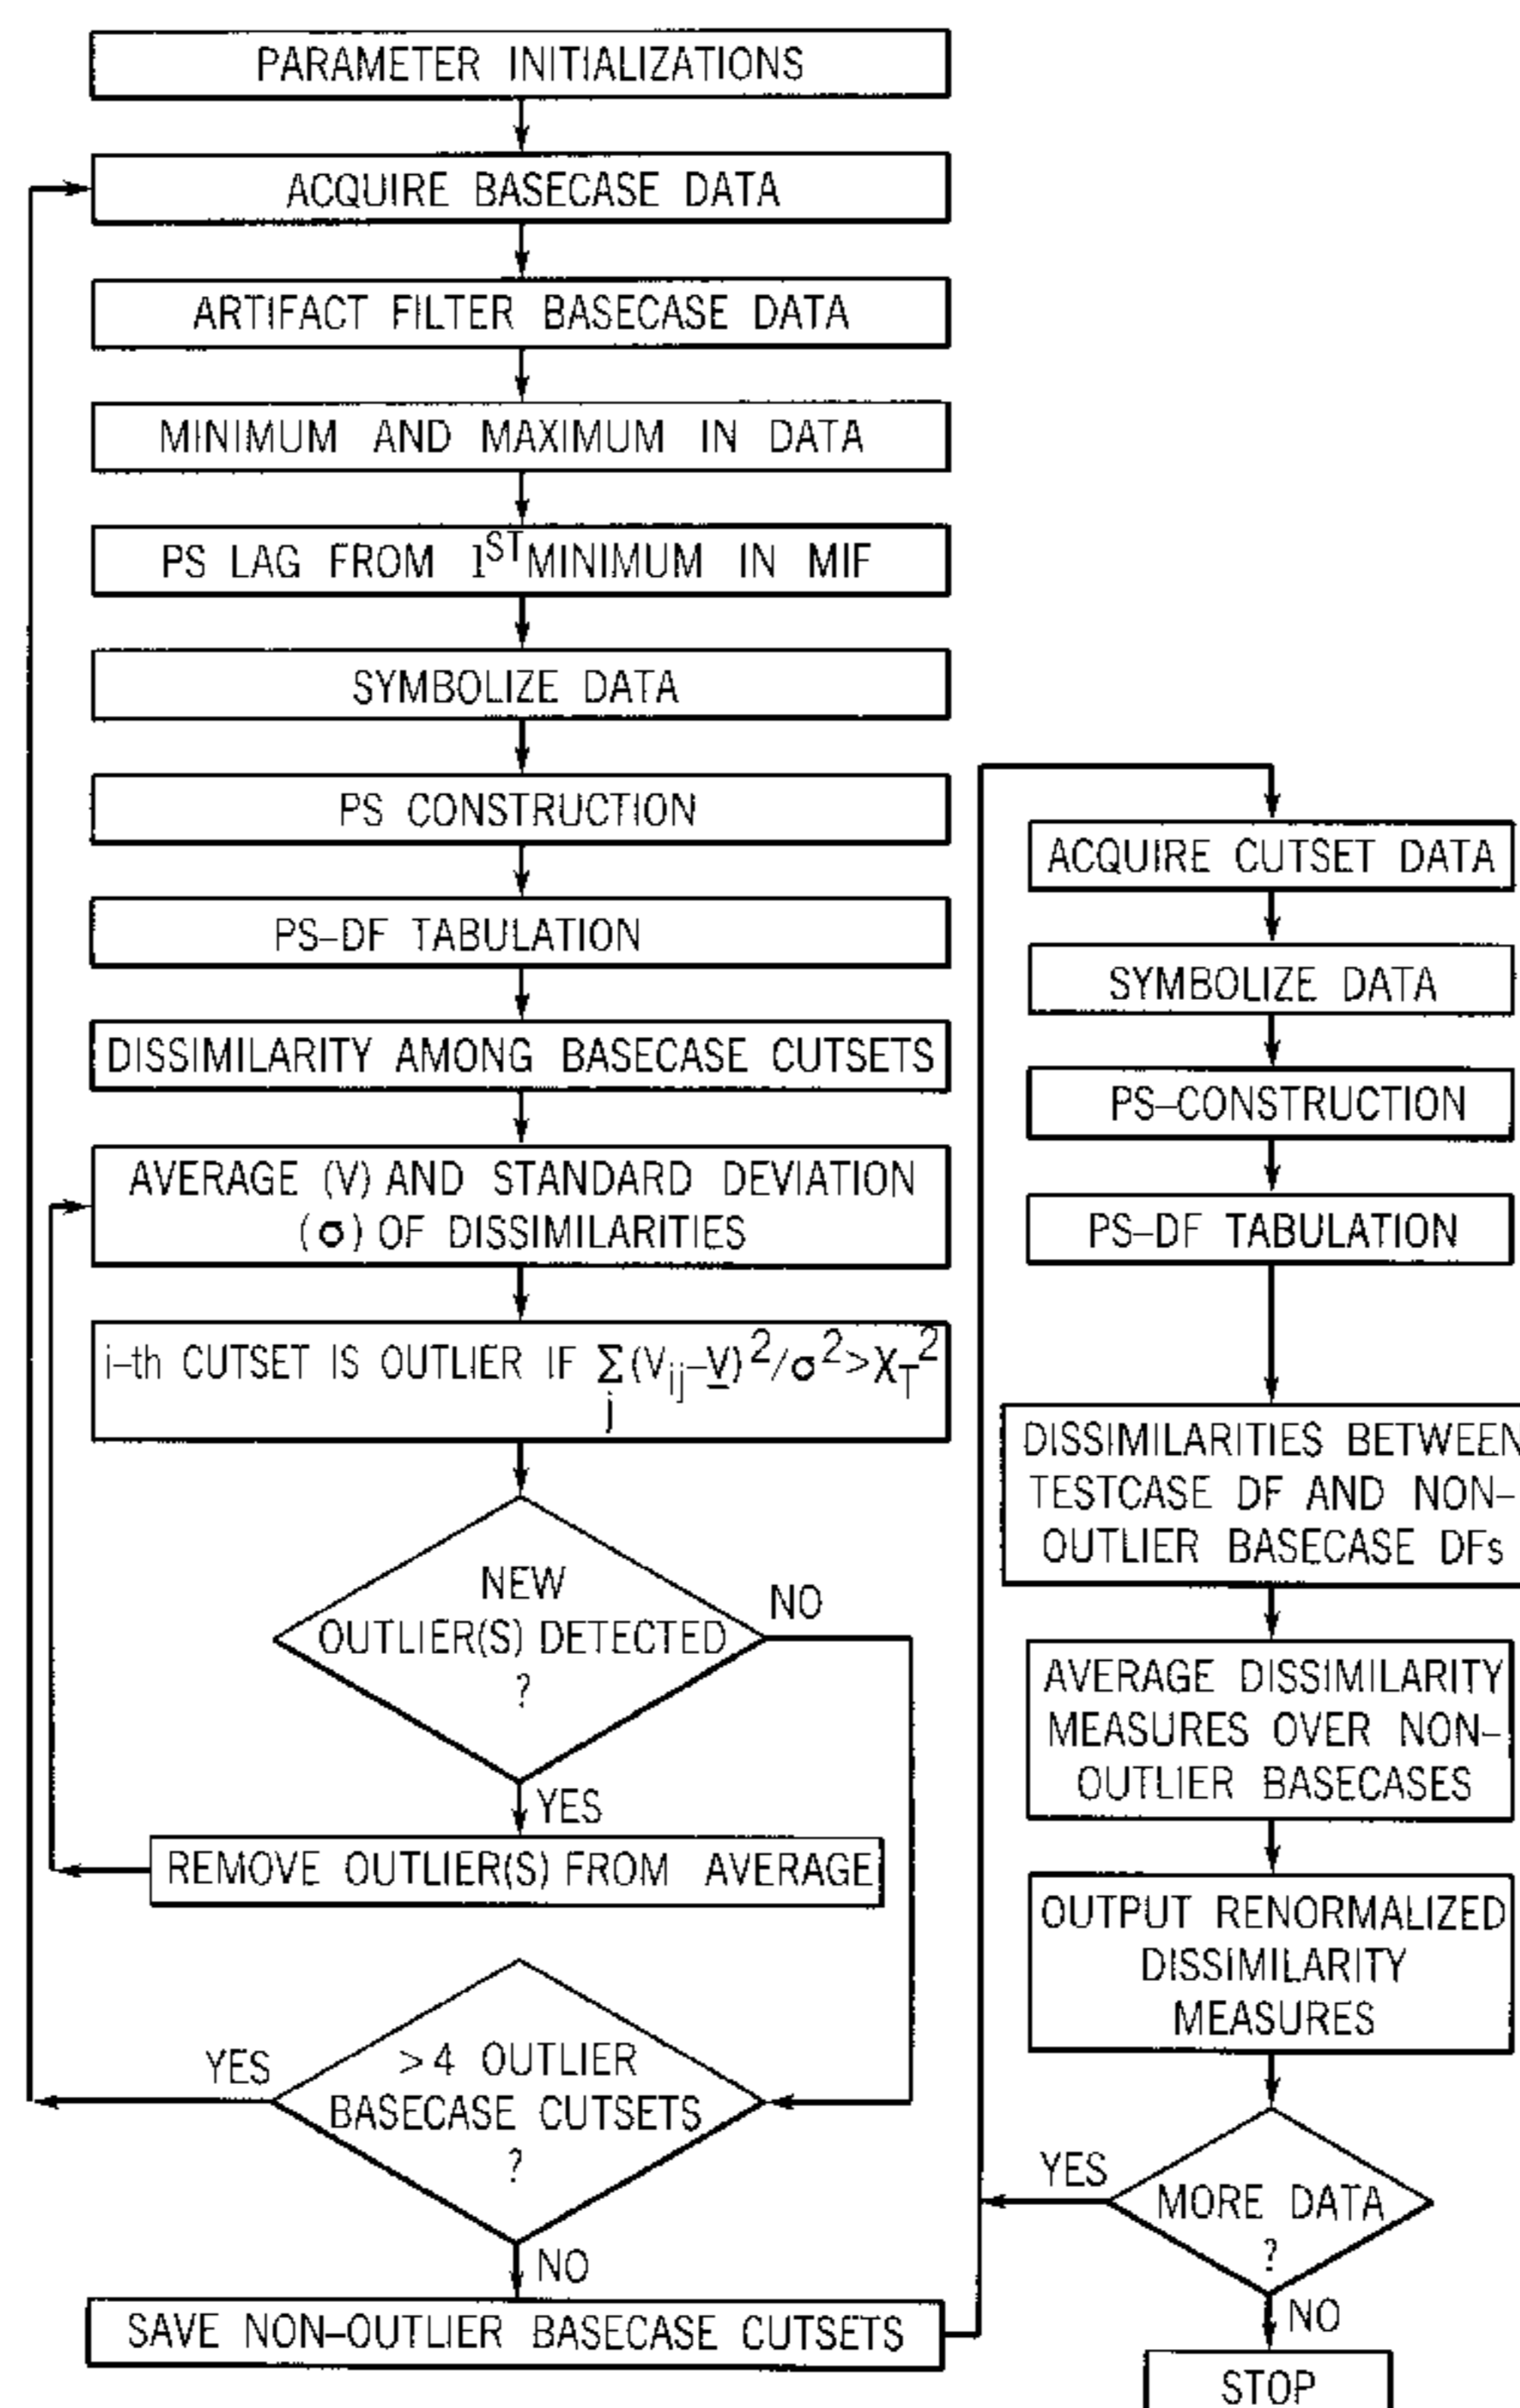 PARAMETER INITIALIZATIONS
ACQUIRE BASECASE DATA
ARTIFACT FILTER BASECASE DATA
MINIMUM AND MAXIMUM IN DATA
PS LAG FROM 1ST MINIMUM IN MIF
SYMBOLIZE DATA
PS CONSTRUCTION
PS-DF TABULATION
DISSIMILARITY AMONG BASECASE CUTSETS
AVERAGE (V) AND STANDARD DEVIATION
(σ) OF DISSIMILARITIES
i-th CUTSET IS OUTLIER IF Σ_j (V_ij-V̲)²/σ²>χ_T²
NEW
OUTLIER(S) DETECTED
?
NO
YES
REMOVE OUTLIER(S) FROM AVERAGE
>4 OUTLIER
BASECASE CUTSETS
?
YES
NO
SAVE NON-OUTLIER BASECASE CUTSETS
ACQUIRE CUTSET DATA
SYMBOLIZE DATA
PS-CONSTRUCTION
PS-DF TABULATION
DISSIMILARITIES BETWEEN
TESTCASE DF AND NON-
OUTLIER BASECASE DFs
AVERAGE DISSIMILARITY
MEASURES OVER NON-
OUTLIER BASECASES
OUTPUT RENORMALIZED
DISSIMILARITY
MEASURES
YES
MORE DATA
?
NO
STOP